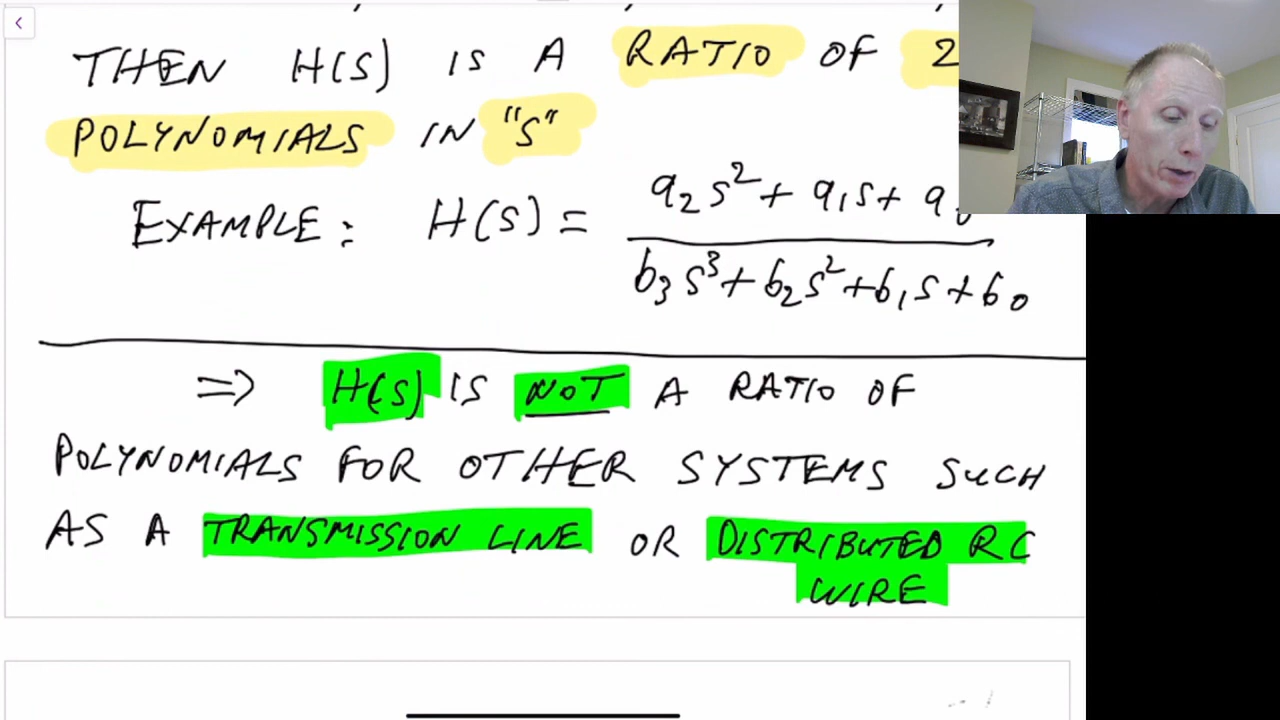 THEN H(S) IS A RATIO OF 2
POLYNOMIALS IN "S"
EXAMPLE: H(S) = 
a₂s² + a₁s + a₀
b₃s³ + b₂s² + b₁s + b₀
=> H(S) IS NOT A RATIO OF
POLYNOMIALS FOR OTHER SYSTEMS SUCH
AS A TRANSMISSION LINE OR DISTRIBUTED RC
WIRE